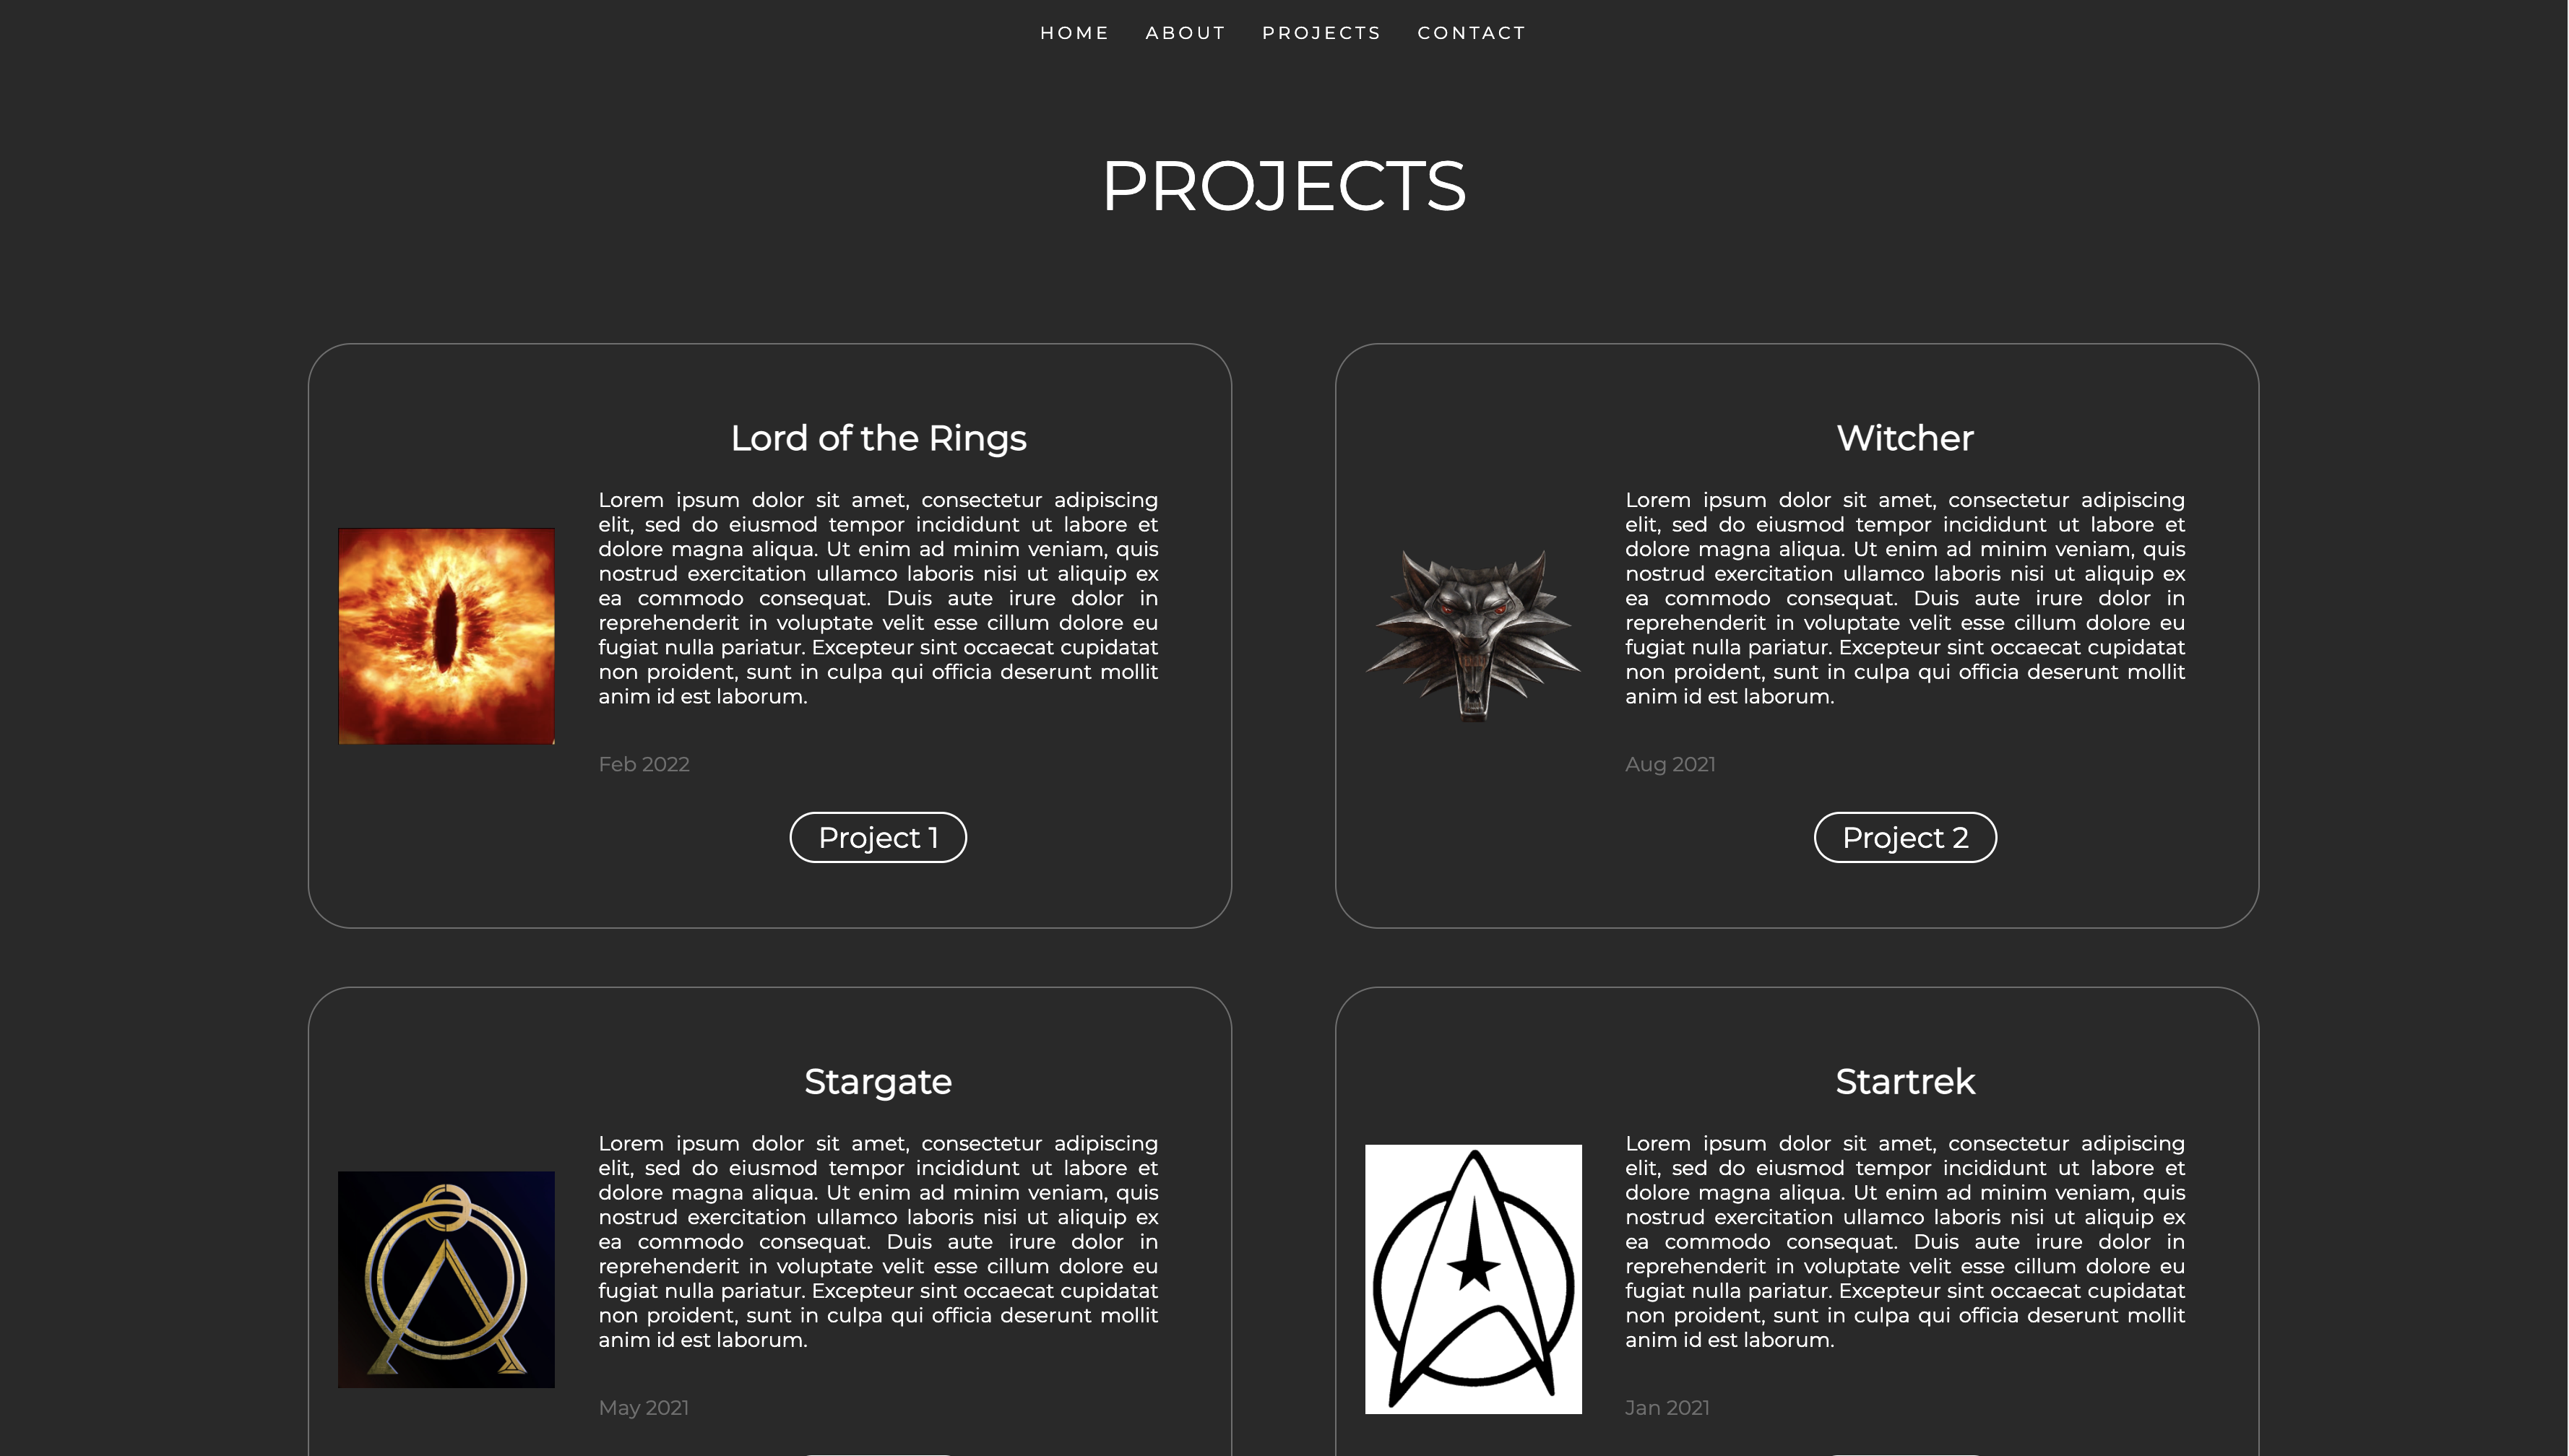 HOME ABOUT PROJECTS CONTACT
PROJECTS
Lord of the Rings
Lorem ipsum dolor sit amet, consectetur adipiscing
elit, sed do eiusmod tempor incididunt ut labore et
dolore magna aliqua. Ut enim ad minim veniam, quis
nostrud exercitation ullamco laboris nisi ut aliquip ex
ea commodo consequat. Duis aute irure dolor in
reprehenderit in voluptate velit esse cillum dolore eu
fugiat nulla pariatur. Excepteur sint occaecat cupidatat
non proident, sunt in culpa qui officia deserunt mollit
anim id est laborum.
Feb 2022
Project 1
Witcher
Lorem ipsum dolor sit amet, consectetur adipiscing
elit, sed do eiusmod tempor incididunt ut labore et
dolore magna aliqua. Ut enim ad minim veniam, quis
nostrud exercitation ullamco laboris nisi ut aliquip ex
ea commodo consequat. Duis aute irure dolor in
reprehenderit in voluptate velit esse cillum dolore eu
fugiat nulla pariatur. Excepteur sint occaecat cupidatat
non proident, sunt in culpa qui officia deserunt mollit
anim id est laborum.
Aug 2021
Project 2
Stargate
Lorem ipsum dolor sit amet, consectetur adipiscing
elit, sed do eiusmod tempor incididunt ut labore et
dolore magna aliqua. Ut enim ad minim veniam, quis
nostrud exercitation ullamco laboris nisi ut aliquip ex
ea commodo consequat. Duis aute irure dolor in
reprehenderit in voluptate velit esse cillum dolore eu
fugiat nulla pariatur. Excepteur sint occaecat cupidatat
non proident, sunt in culpa qui officia deserunt mollit
anim id est laborum.
May 2021
Startrek
Lorem ipsum dolor sit amet, consectetur adipiscing
elit, sed do eiusmod tempor incididunt ut labore et
dolore magna aliqua. Ut enim ad minim veniam, quis
nostrud exercitation ullamco laboris nisi ut aliquip ex
ea commodo consequat. Duis aute irure dolor in
reprehenderit in voluptate velit esse cillum dolore eu
fugiat nulla pariatur. Excepteur sint occaecat cupidatat
non proident, sunt in culpa qui officia deserunt mollit
anim id est laborum.
Jan 2021